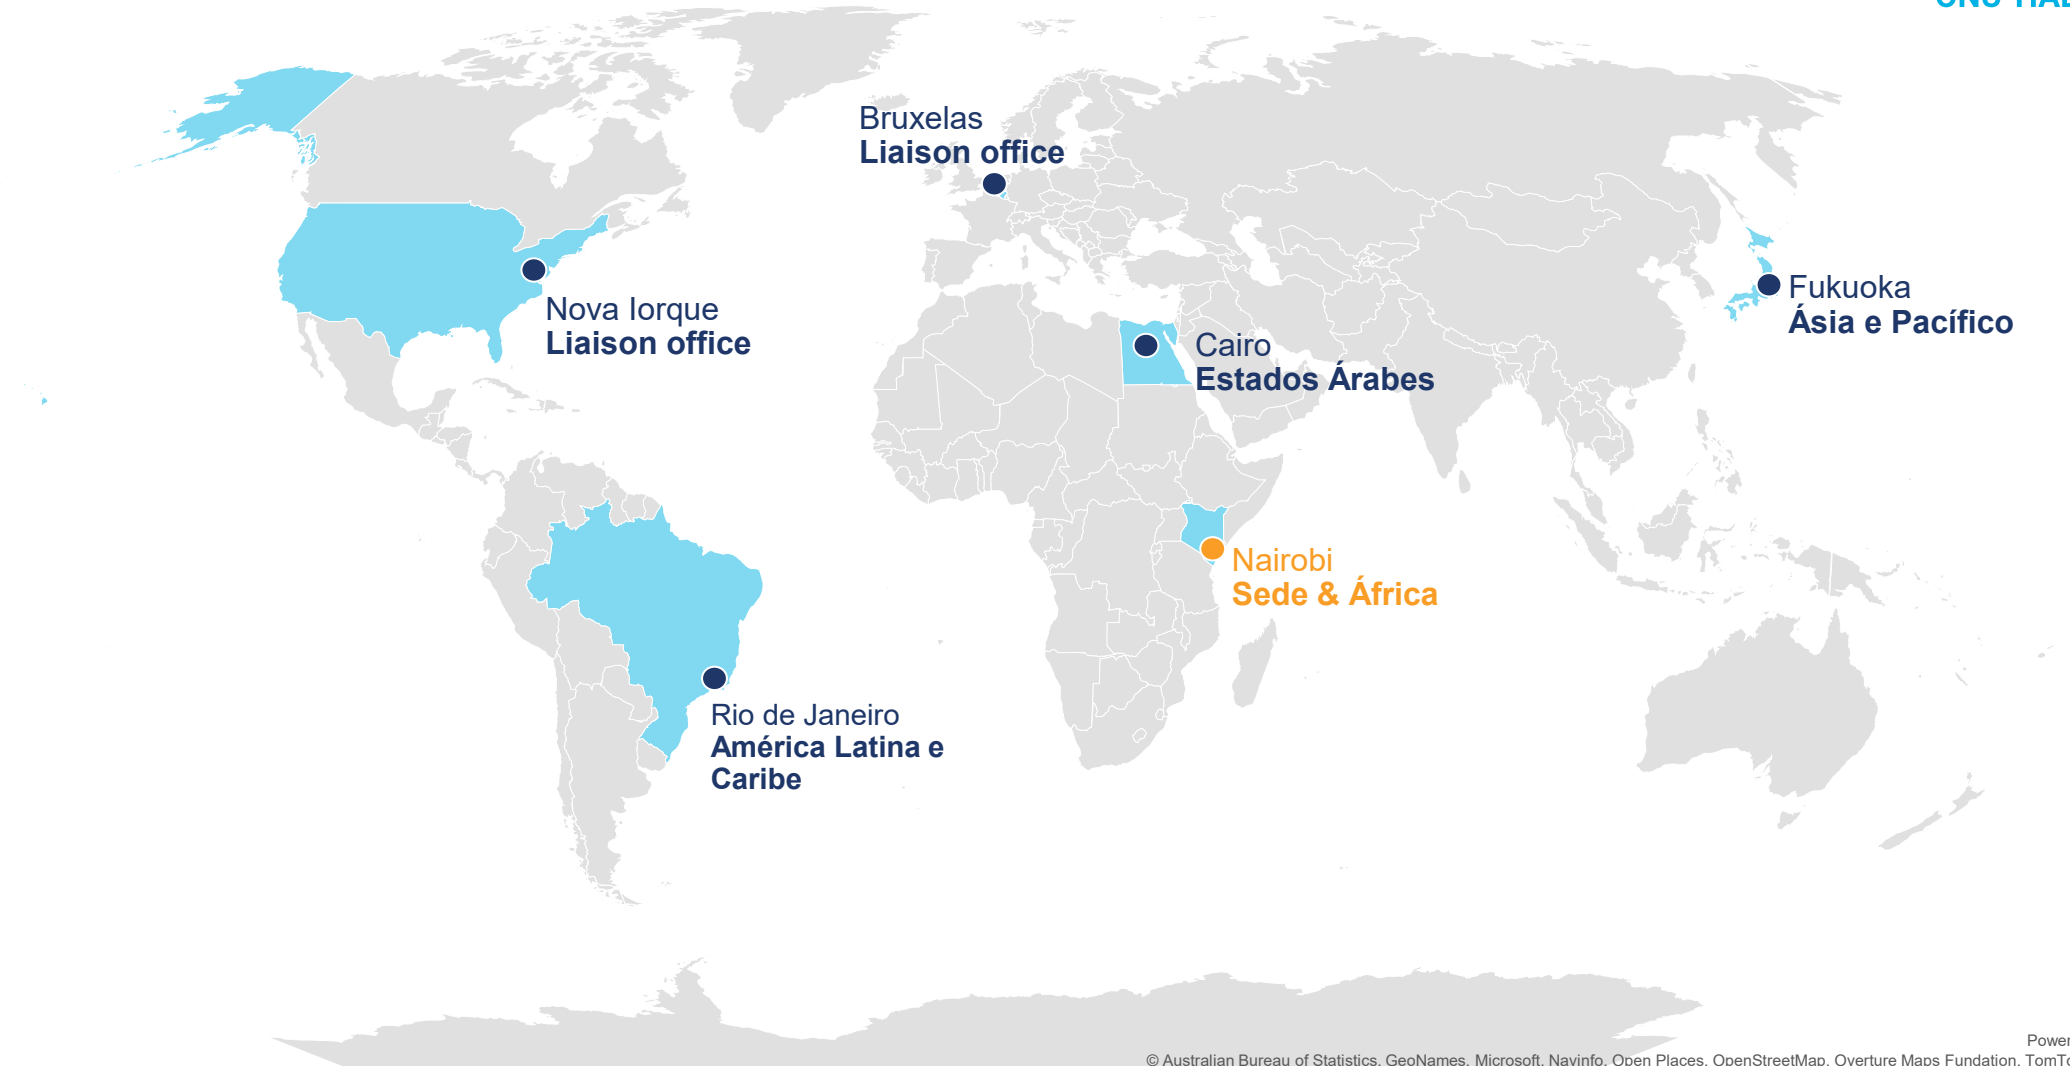 Bruxelas
Liaison office
Nova Iorque
Liaison office
Fukuoka
Ásia e Pacífico
Cairo
Estados Árabes
Nairobi
Sede & África
Rio de Janeiro
América Latina e
Caribe
© Australian Bureau of Statistics, GeoNames, Microsoft, Navinfo, Open Places, OpenStreetMap, Overture Maps Fundation,